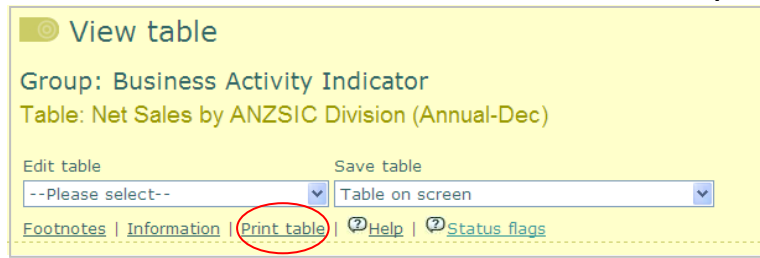 View table
Group: Business Activity Indicator
Table: Net Sales by ANZSIC Division (Annual-Dec)
Edit table Save table
--Please select-- Table on screen
Footnotes | Information | Print table | ? Help | ? Status flags